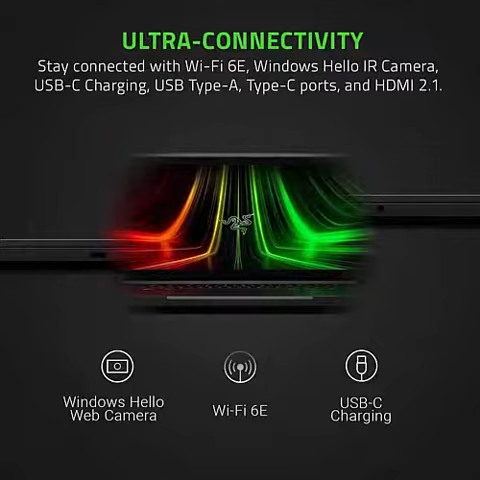 ULTRA-CONNECTIVITY
Stay connected with Wi-Fi 6E, Windows Hello IR Camera,
USB-C Charging, USB Type-A, Type-C ports, and HDMI 2.1.
Windows Hello
Web Camera
Wi-Fi 6E
USB-C
Charging